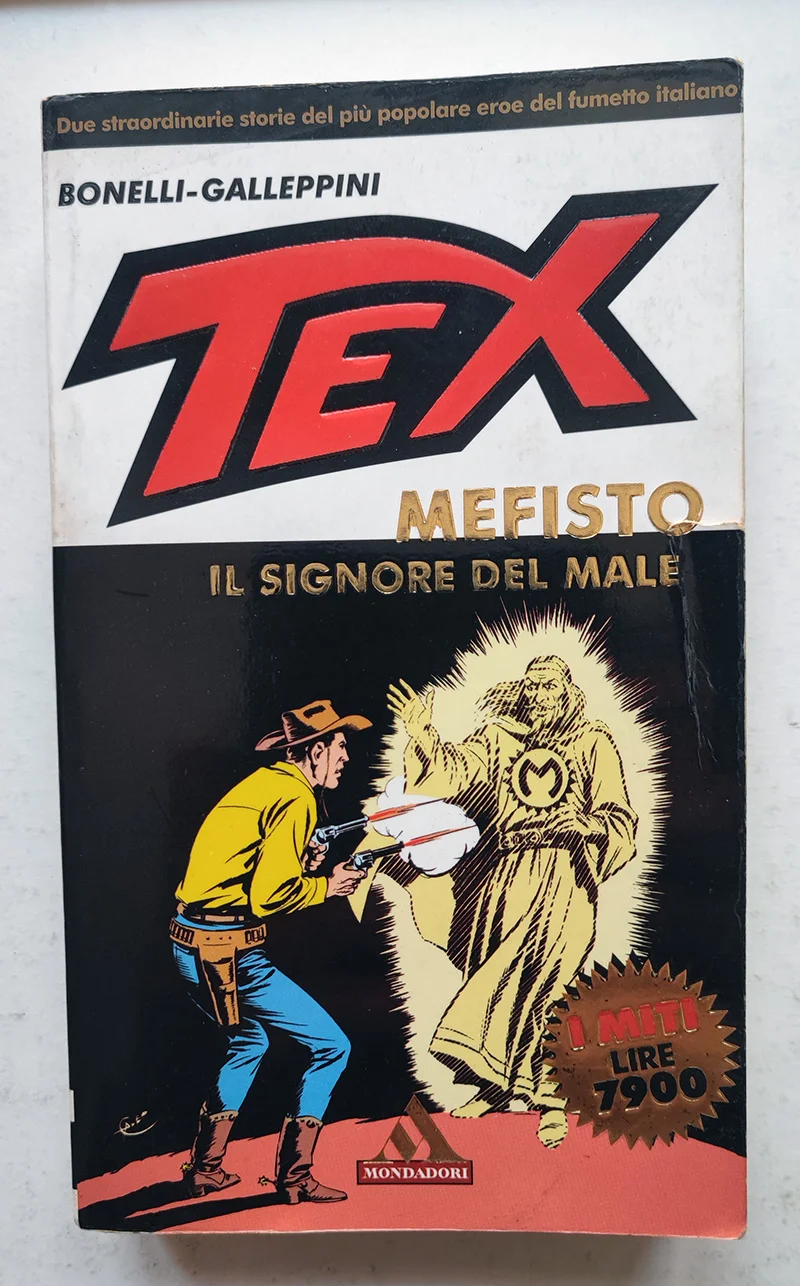 Due straordinarie storie del più popolare eroe del fumetto italiano
BONELLI-GALLEPPINI
TEX
MEFISTO
IL SIGNORE DEL MALE
M
I MITI
LIRE
7900
MONDADORI